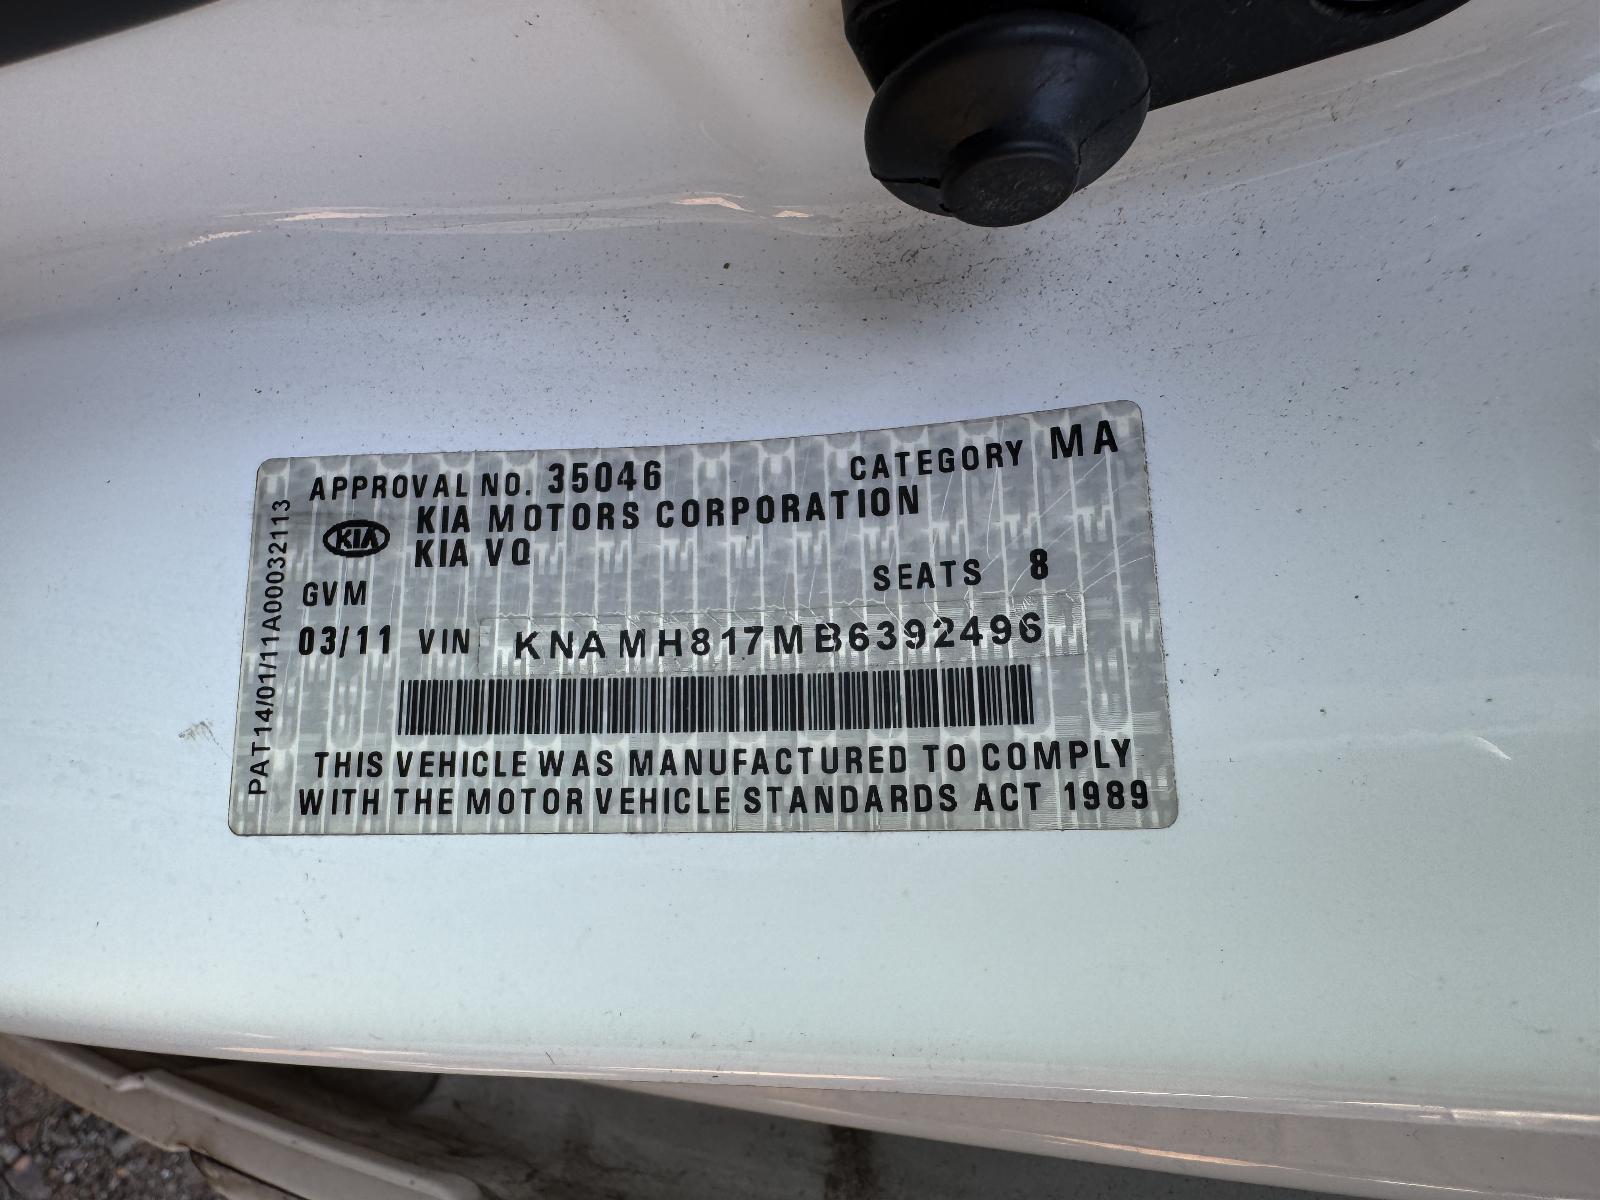 APPROVAL NO. 35046 CATEGORY MA
KIA KIA MOTORS CORPORATION
KIA VQ
GVM SEATS 8
03/11 VIN KNAMH817MB6392496
THIS VEHICLE WAS MANUFACTURED TO COMPLY
WITH THE MOTOR VEHICLE STANDARDS ACT 1989
PAT14/01/11A00032113